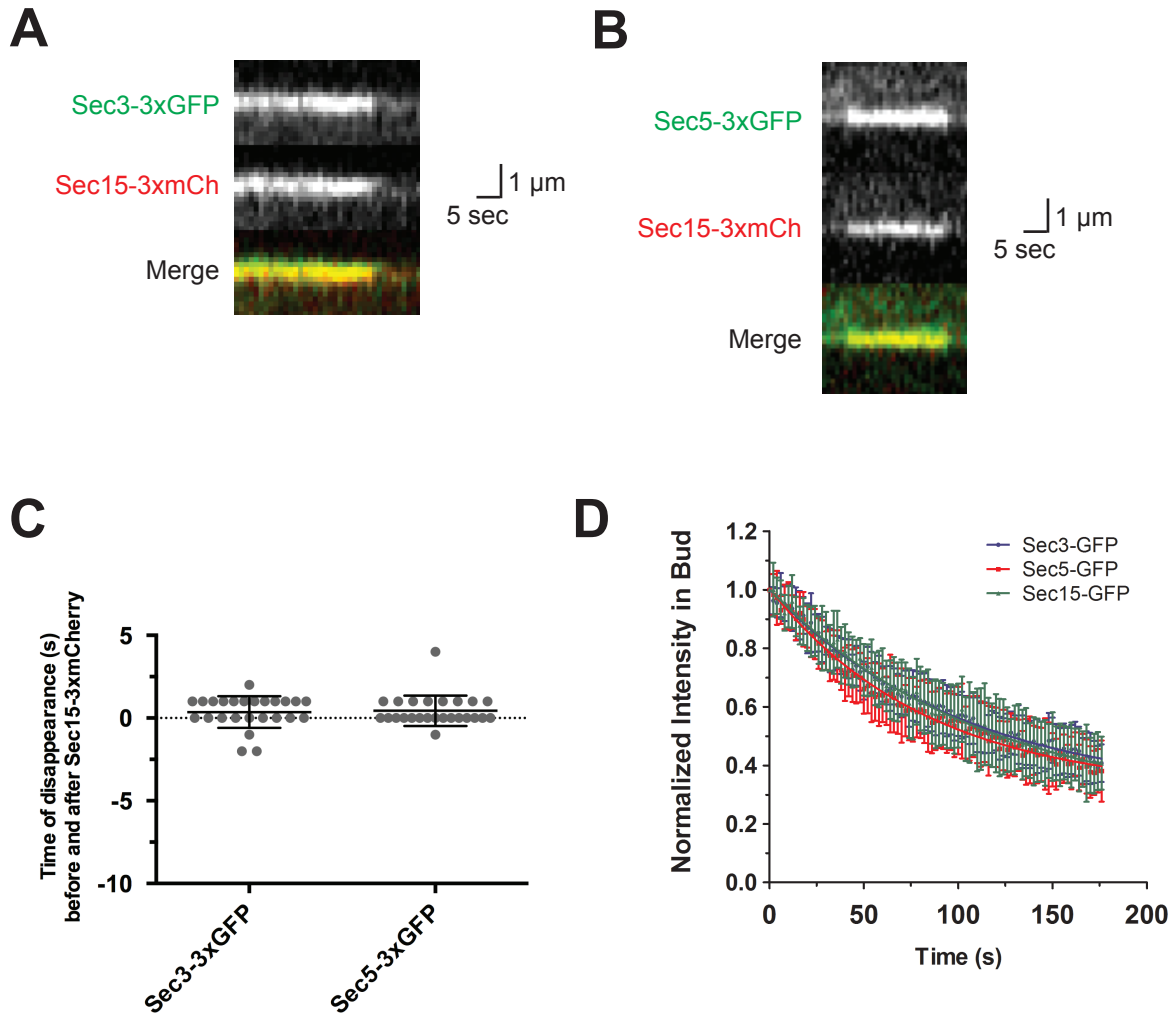 A
Sec3-3xGFP
Sec15-3xmCh
Merge
1 μm
5 sec
B
Sec5-3xGFP
Sec15-3xmCh
Merge
1 μm
5 sec
C
Time of disappearance (s)
before and after Sec15-3xmCherry
5
0
-5
-10
Sec3-3xGFP
Sec5-3xGFP
D
Normalized Intensity in Bud
1.2
1.0
0.8
0.6
0.4
0.2
0.0
0
50
100
150
200
Time (s)
Sec3-GFP
Sec5-GFP
Sec15-GFP